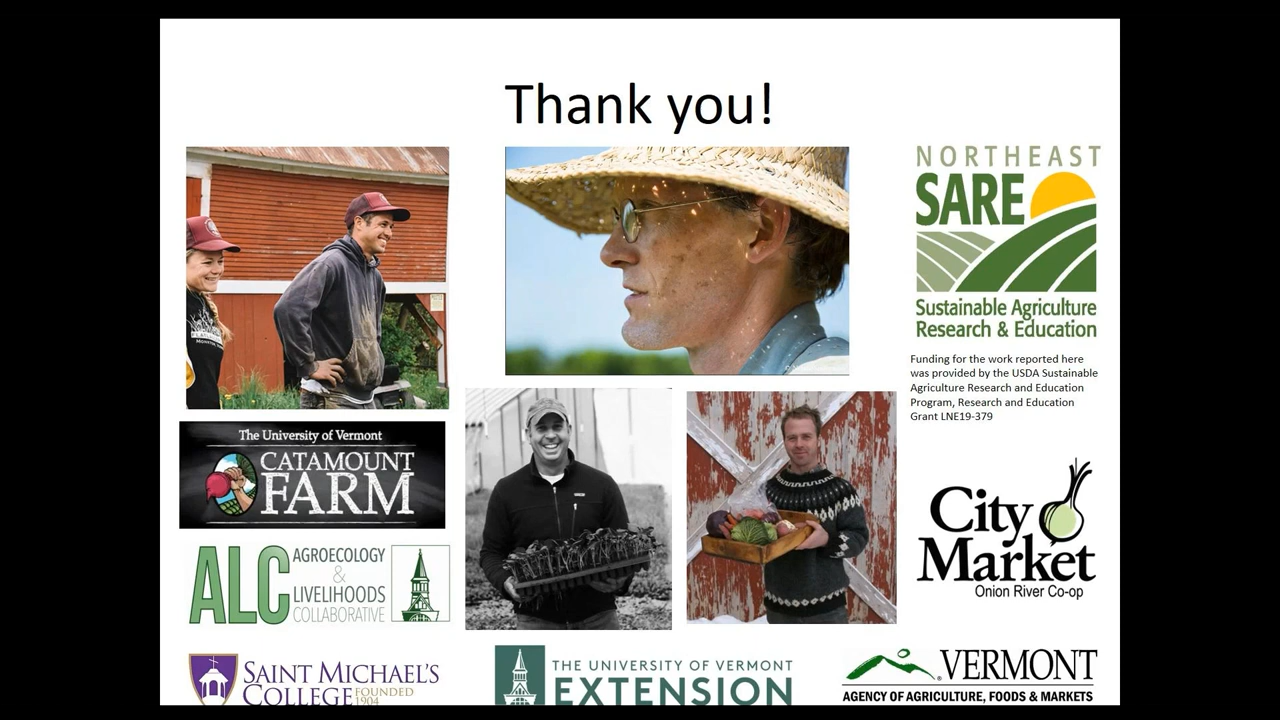 Thank you!
NORTHEAST
SARE
Sustainable Agriculture
Research & Education
Funding for the work reported here
was provided by the USDA Sustainable
Agriculture Research and Education
Program, Research and Education
Grant LNE19-379
The University of Vermont
CATAMOUNT
FARM
ALC
AGROECOLOGY
&
LIVELIHOODS
COLLABORATIVE
City
Market
Onion River Co-op
SAINT MICHAEL'S
COLLEGE
FOUNDED
1904
THE UNIVERSITY OF VERMONT
EXTENSION
VERMONT
AGENCY OF AGRICULTURE, FOODS & MARKETS